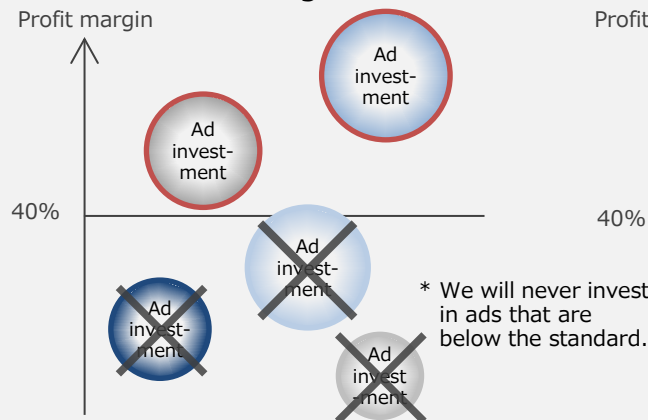 Profit margin
Profit
Ad
invest-
ment
Ad
invest-
ment
40%
40%
Ad
invest-
ment
* We will never invest
in ads that are
below the standard.
Ad
invest-
ment
Ad
invest
-ment